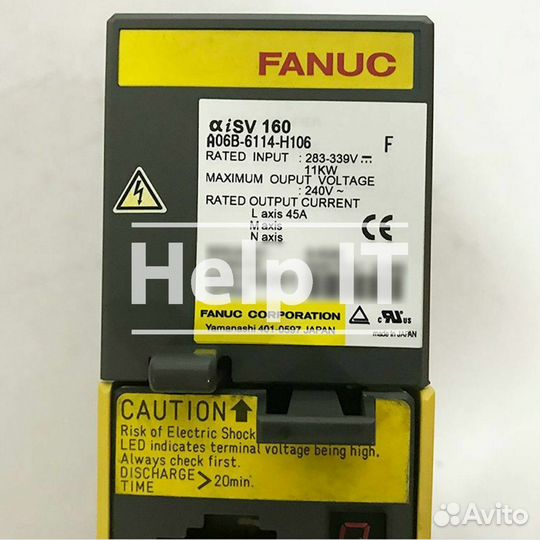 FANUC
αiSV 160
A06B-6114-H106 F
RATED INPUT : 283-339V⎓
11KW
MAXIMUM OUPUT VOLTAGE
: 240V~
RATED OUTPUT CURRENT
L axis 45A
M axis
N axis
CE
Help IT
FANUC CORPORATION
Yamanashi 401-0597 JAPAN
c RU us
made in JAPAN
CAUTION
Risk of Electric Shock
LED indicates terminal voltage being high.
Always check first.
DISCHARGE
TIME >20min.
Avito